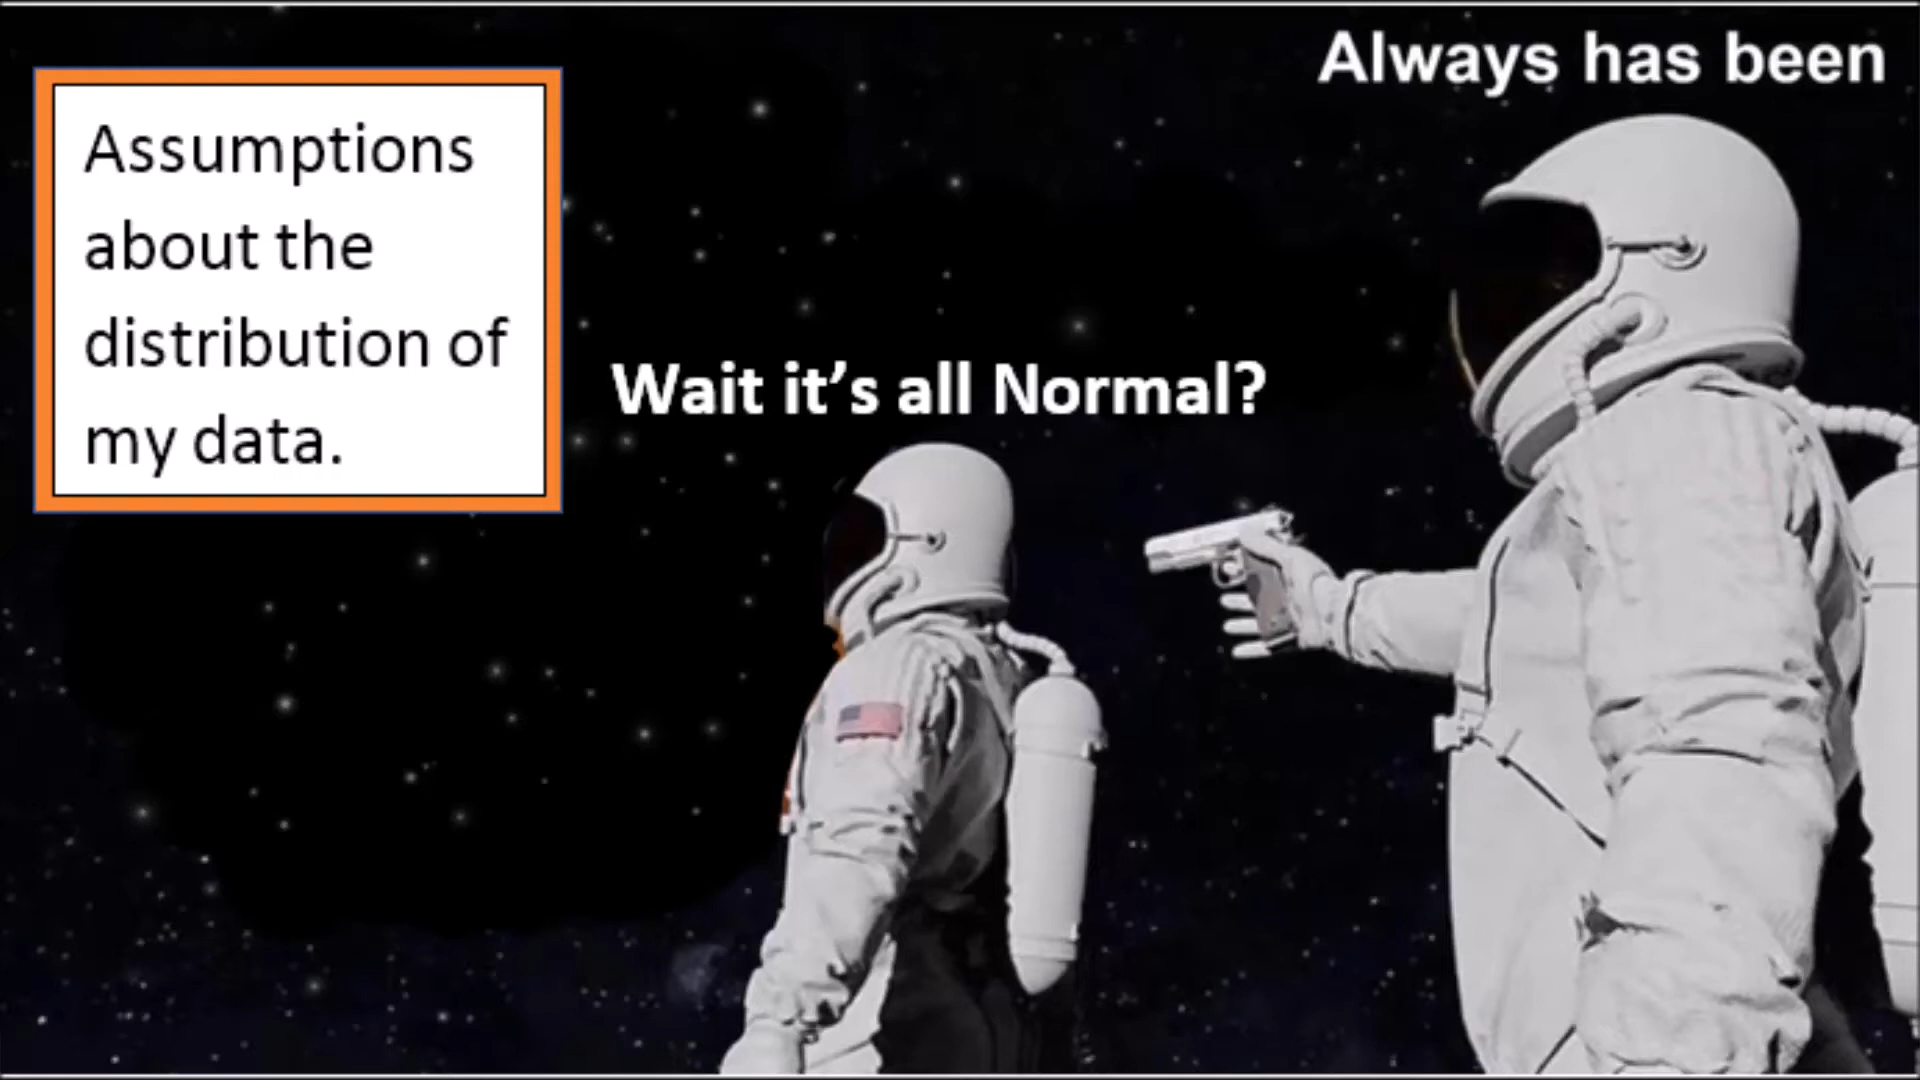 Always has been
Assumptions
about the
distribution of
my data.
Wait it’s all Normal?